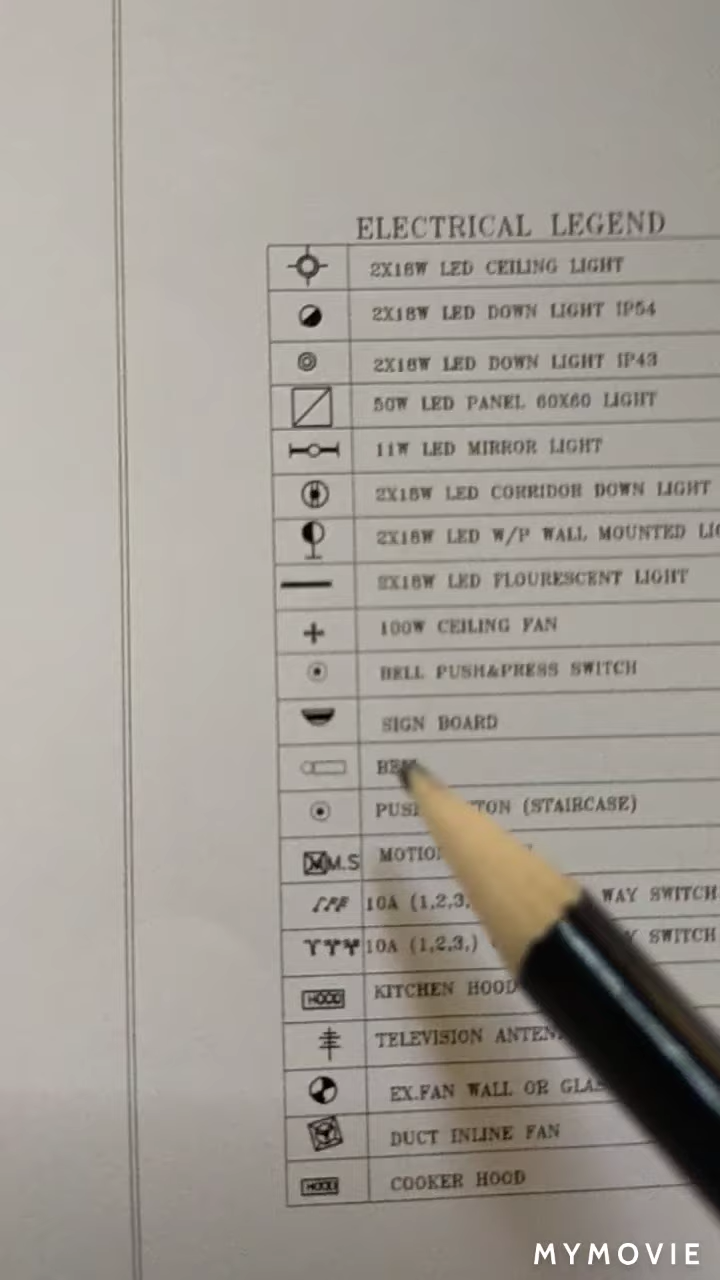 ELECTRICAL LEGEND
2X18W LED CEILING LIGHT
2X18W LED DOWN LIGHT IP54
2X18W LED DOWN LIGHT IP43
50W LED PANEL 60X60 LIGHT
11W LED MIRROR LIGHT
2X18W LED CORRIDOR DOWN LIGHT
2X18W LED W/P WALL MOUNTED
2X18W LED FLOURESCENT LIGHT
100W CEILING FAN
BELL PUSH&PRESS SWITCH
SIGN BOARD
(STAIRCASE)
M.S
10A (1,2,3, WAY SWITCH
10A (1,2,3,) SWITCH
HOOD KITCHEN HOOD
TELEVISION
EX.FAN WALL OR
DUCT INLINE FAN
HOOD COOKER HOOD
MYMOVIE